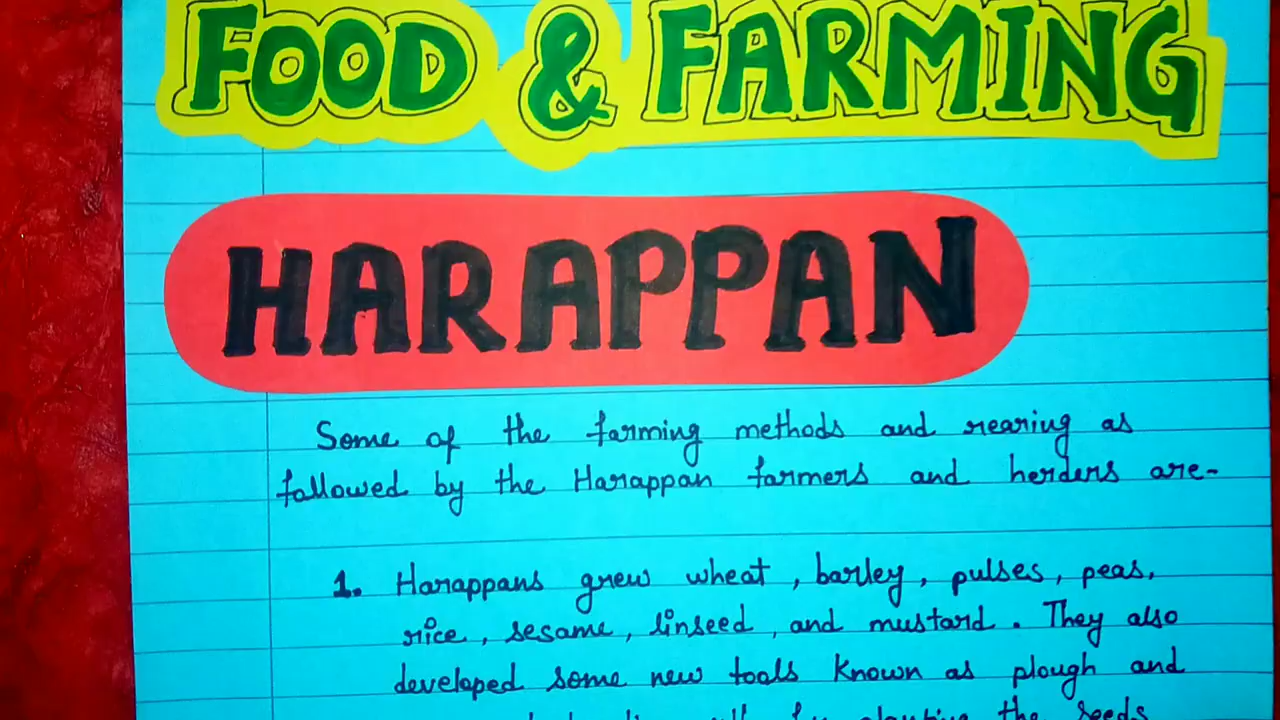 FOOD & FARMING
HARAPPAN
Some of the farming methods and rearing as
followed by the Harappan farmers and herders are-
1. Harappans grew wheat, barley, pulses, peas,
rice, sesame, linseed, and mustard. They also
developed some new tools known as plough and
the seeds